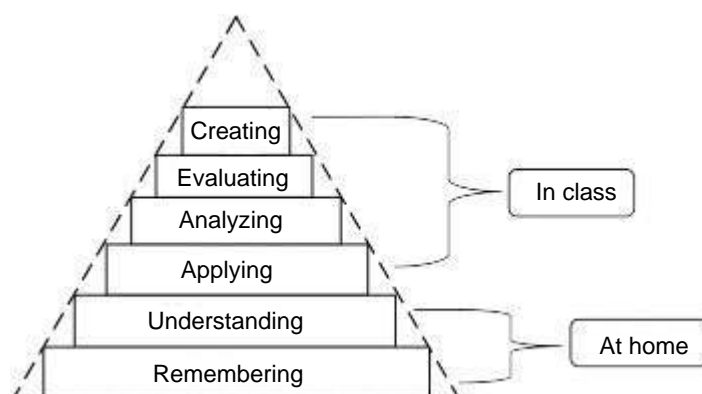 Creating
Evaluating
Analyzing
Applying
Understanding
Remembering
In class
At home